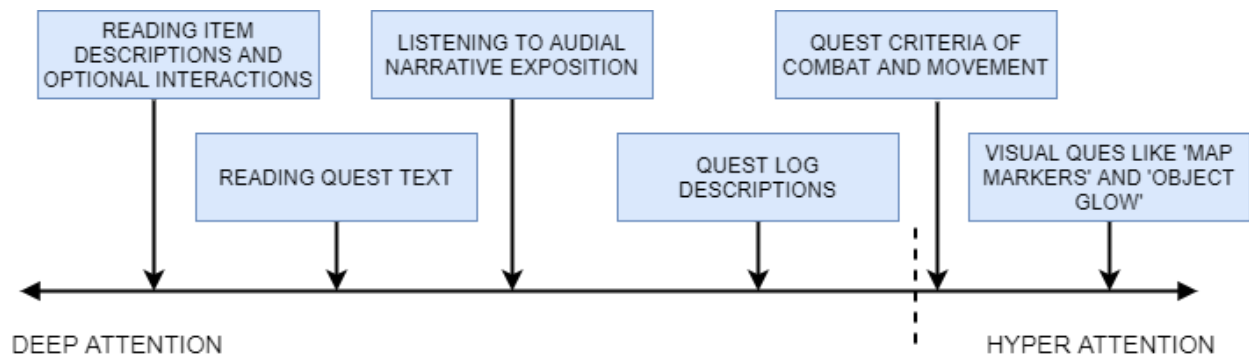 READING ITEM
DESCRIPTIONS AND
OPTIONAL INTERACTIONS
LISTENING TO AUDIAL
NARRATIVE EXPOSITION
QUEST CRITERIA OF
COMBAT AND MOVEMENT
READING QUEST TEXT
QUEST LOG
DESCRIPTIONS
VISUAL QUES LIKE 'MAP
MARKERS' AND 'OBJECT
GLOW'
DEEP ATTENTION
HYPER ATTENTION